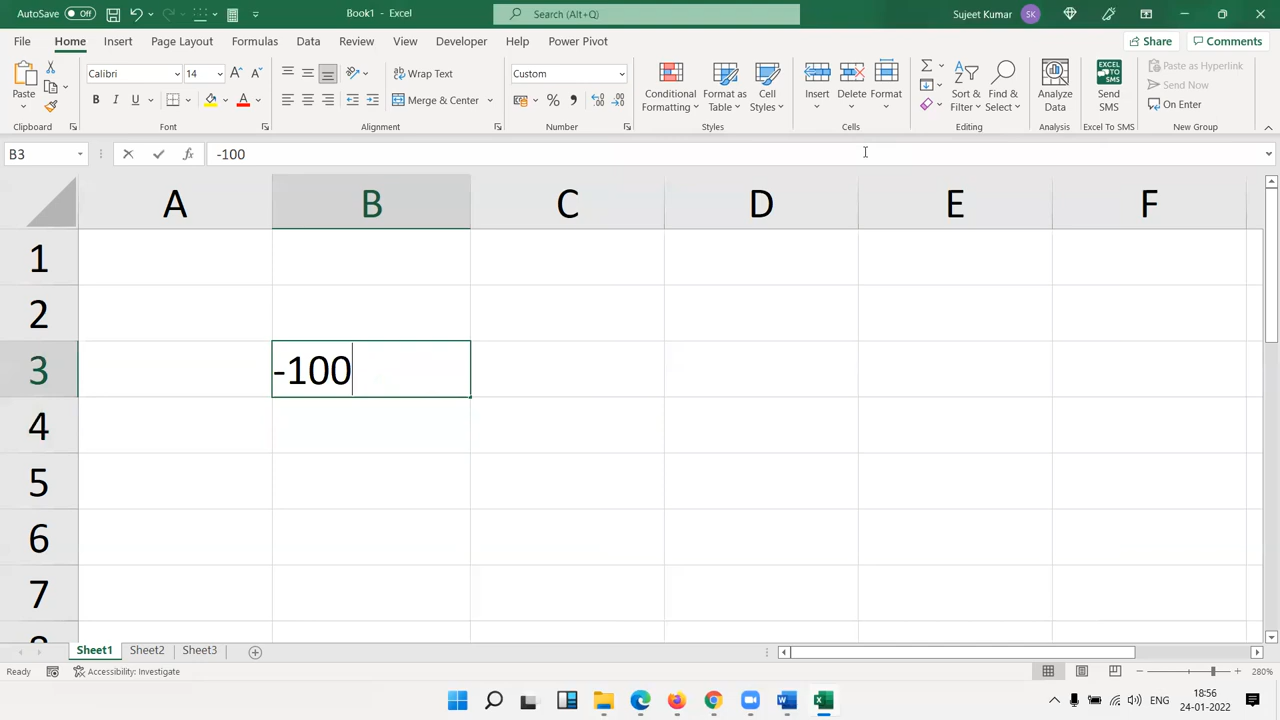 AutoSave Off Book1 - Excel Search (Alt+Q) Sujeet Kumar SK
File Home Insert Page Layout Formulas Data Review View Developer Help Power Pivot Share Comments
Calibri 14 Wrap Text Custom Paste as Hyperlink
Paste Conditional Format as Cell Insert Delete Format Sort & Find & Analyze Send Send Now
B I U Merge & Center Formatting Table Styles Filter Select Data SMS On Enter
Clipboard Font Alignment Number Styles Cells Editing Analysis Excel To SMS New Group
B3 fx -100
A B C D E F
1
2
3 -100
4
5
6
7
Sheet1 Sheet2 Sheet3
Ready Accessibility: Investigate 280%
ENG 18:56
24-01-2022